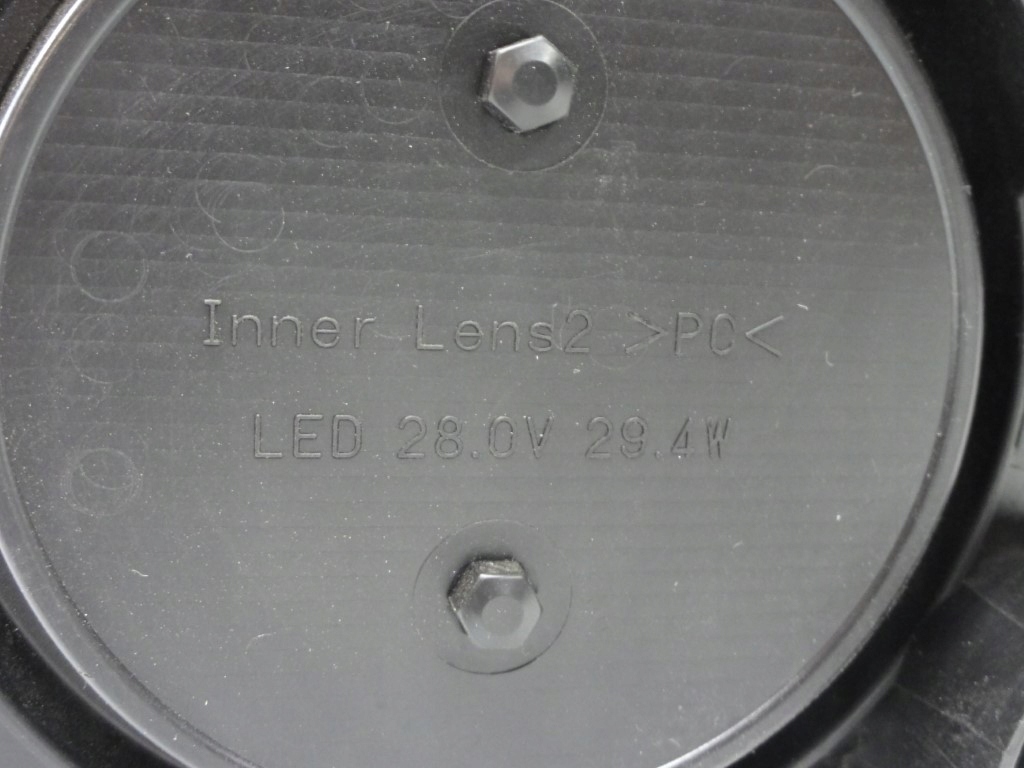 Inner Lens2 >PC<
LED 28.0V 29.4W